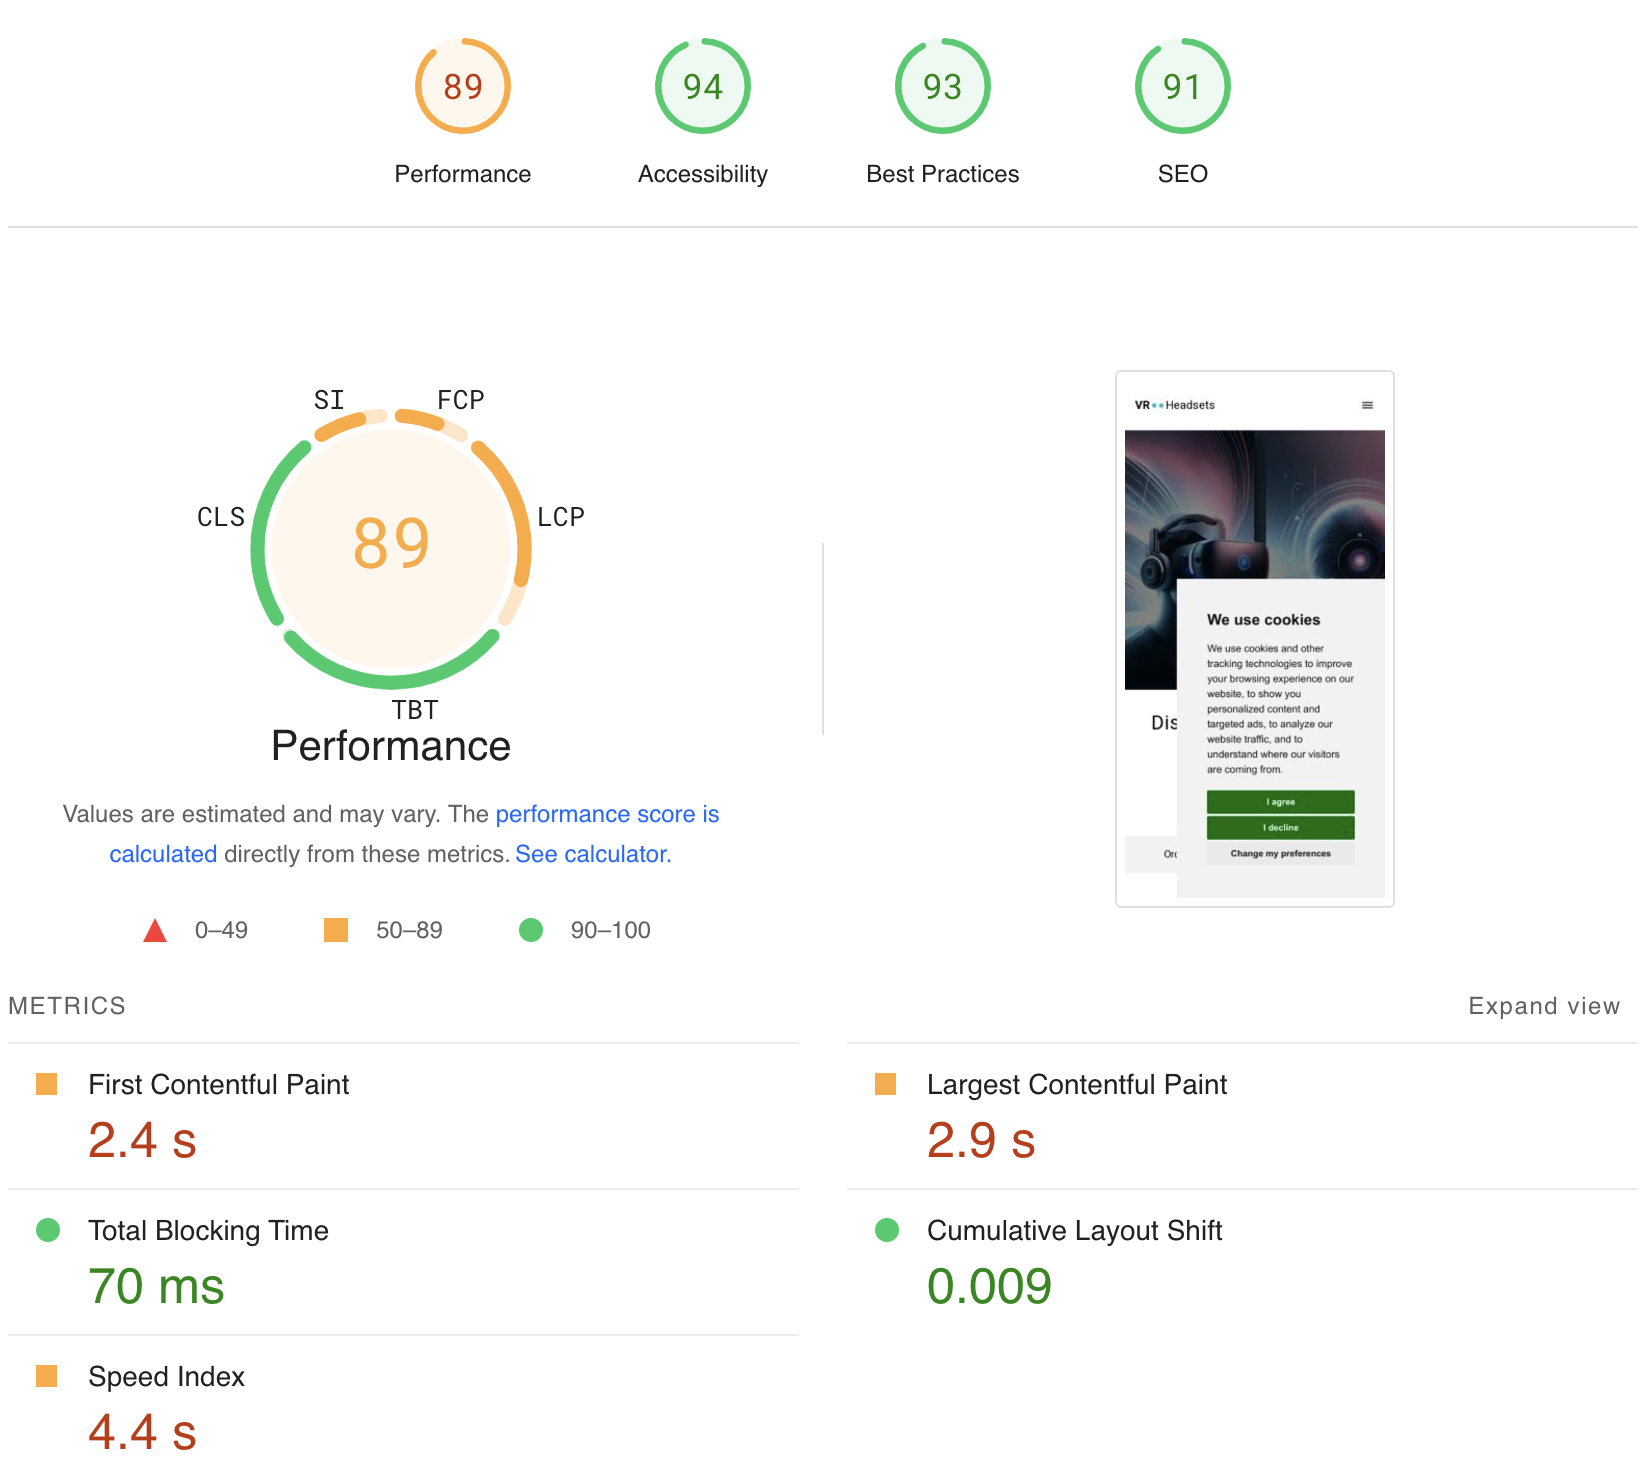 89
94
93
91
Performance
Accessibility
Best Practices
SEO
SI
FCP
CLS
LCP
89
TBT
Performance
Values are estimated and may vary. The performance score is
calculated directly from these metrics. See calculator.
0–49
50–89
90–100
VR Headsets
We use cookies
We use cookies and other
tracking technologies to improve
your browsing experience on our
website, to show you
personalized content and
targeted ads, to analyze our
website traffic, and to
understand where our visitors
are coming from.
Dis
I agree
I decline
Change my preferences
Orc
METRICS
Expand view
First Contentful Paint
2.4 s
Largest Contentful Paint
2.9 s
Total Blocking Time
70 ms
Cumulative Layout Shift
0.009
Speed Index
4.4 s